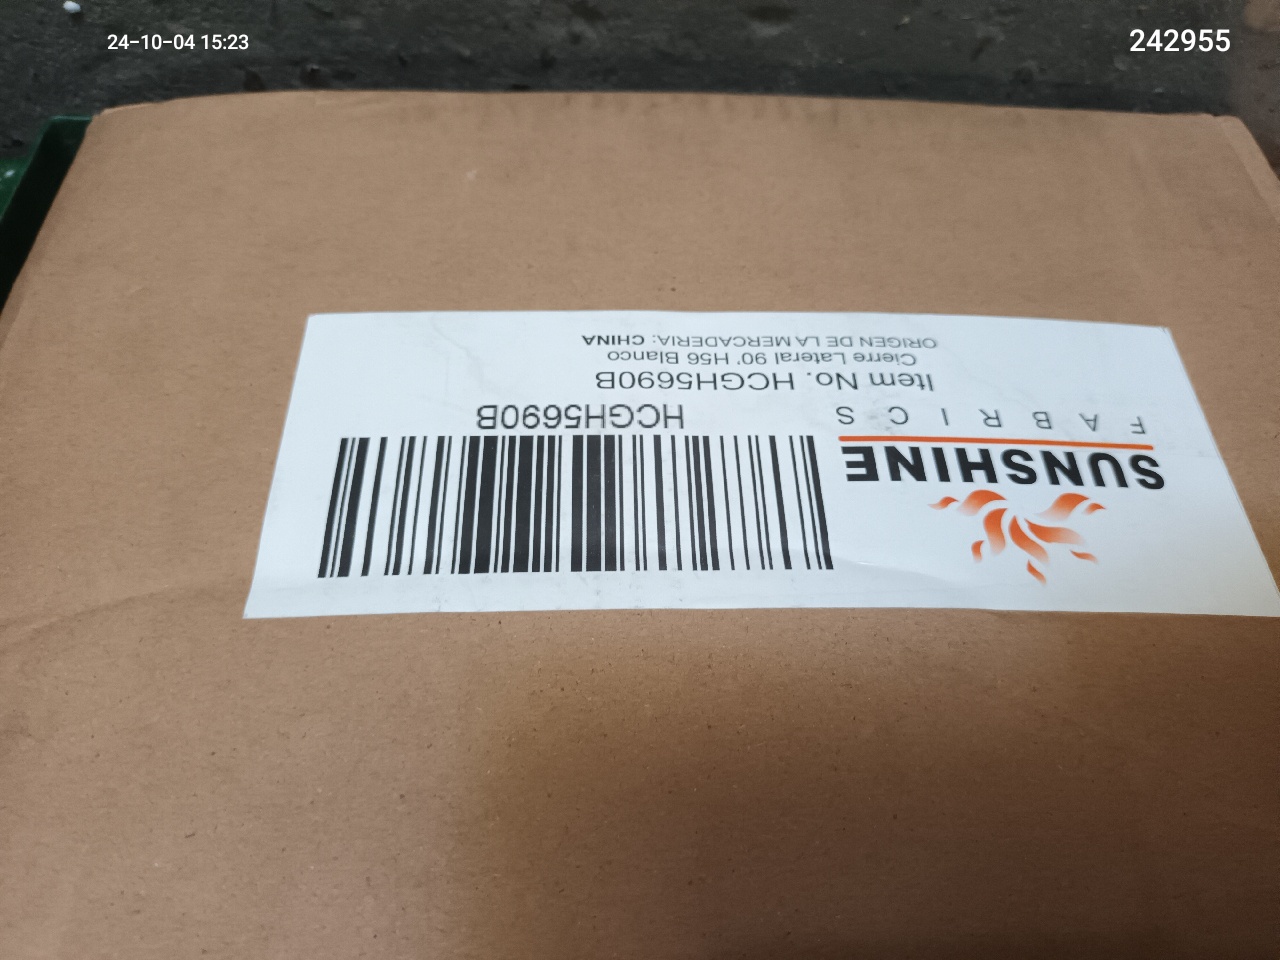 24-10-04 15:23
242955
SUNSHINE
FABRICS
HCGH5690B
Item No. HCGH5690B
Cierre Lateral 90' H56 Blanco
ORIGEN DE LA MERCADERIA: CHINA